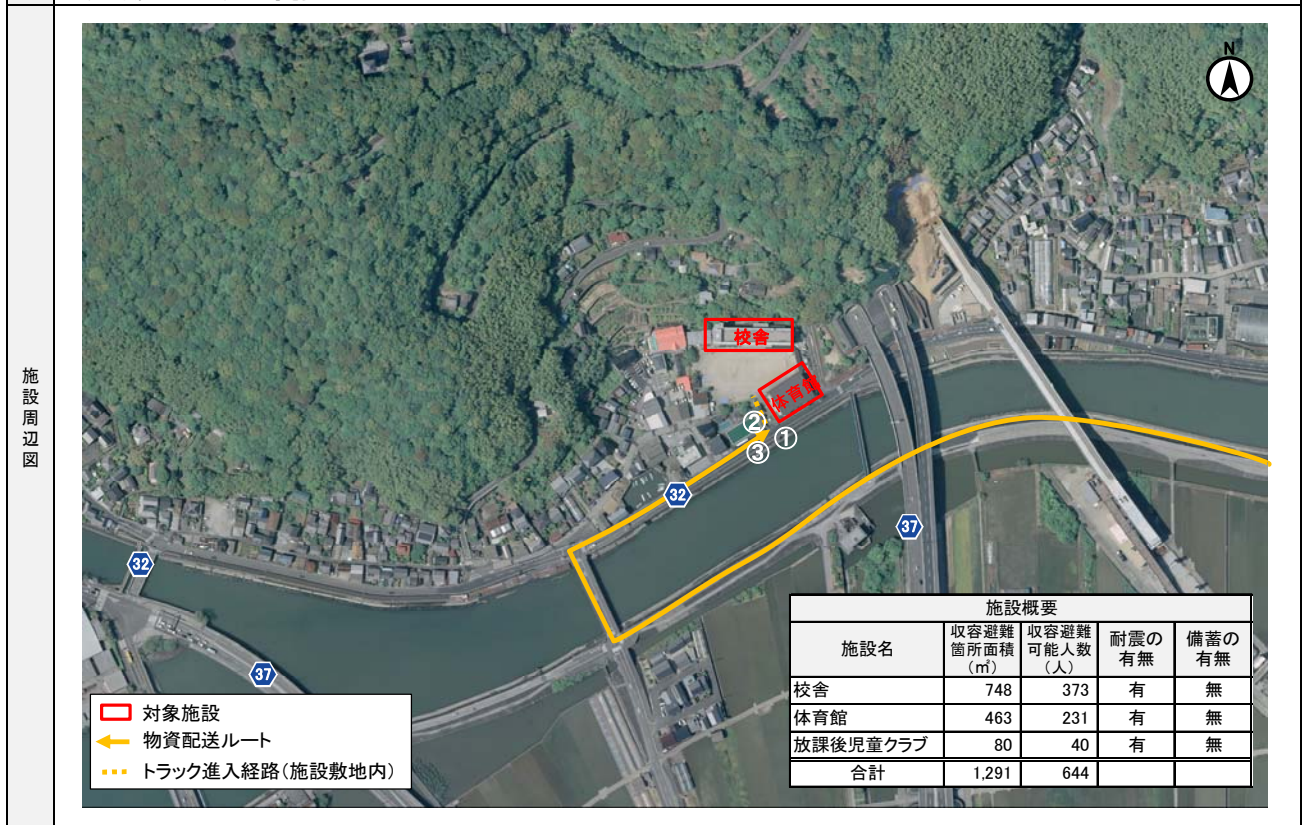 施設周辺図
N
校舎
体育館
②
①
③
32
37
32
37
対象施設
物資配送ルート
トラック進入経路(施設敷地内)
施設概要
施設名
収容避難
箇所面積
(㎡)
収容避難
可能人数
(人)
耐震の
有無
備蓄の
有無
校舎 748 373 有 無
体育館 463 231 有 無
放課後児童クラブ 80 40 有 無
合計 1,291 644